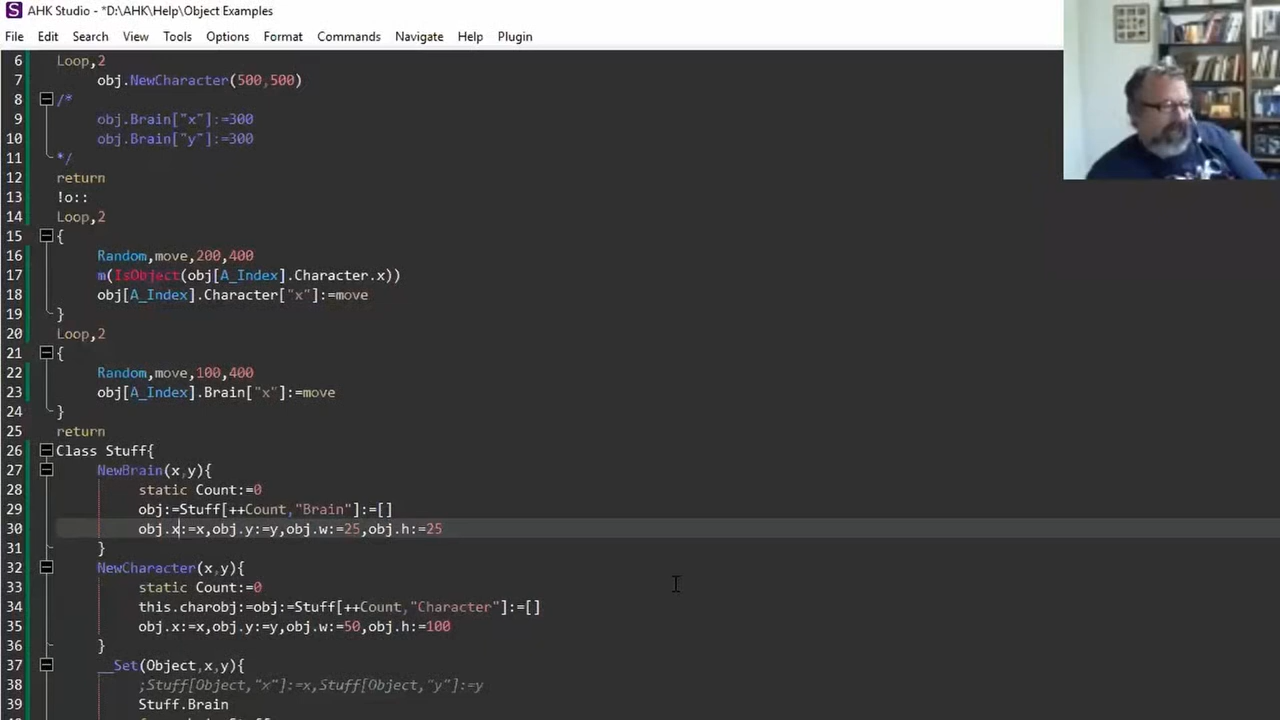 AHK Studio - *D:\AHK\Help\Object Examples
File Edit Search View Tools Options Format Commands Navigate Help Plugin
6 Loop,2
7 obj.NewCharacter(500,500)
8 /*
9 obj.Brain["x"]:=300
10 obj.Brain["y"]:=300
11 */
12 return
13 !o::
14 Loop,2
15 {
16 Random,move,200,400
17 m(IsObject(obj[A_Index].Character.x))
18 obj[A_Index].Character["x"]:=move
19 }
20 Loop,2
21 {
22 Random,move,100,400
23 obj[A_Index].Brain["x"]:=move
24 }
25 return
26 Class Stuff{
27 NewBrain(x,y){
28 static Count:=0
29 obj:=Stuff[++Count,"Brain"]:=[]
30 obj.x:=x,obj.y:=y,obj.w:=25,obj.h:=25
31 }
32 NewCharacter(x,y){
33 static Count:=0
34 this.charobj:=obj:=Stuff[++Count,"Character"]:=[]
35 obj.x:=x,obj.y:=y,obj.w:=50,obj.h:=100
36 }
37 __Set(Object,x,y){
38 ;Stuff[Object,"x"]:=x,Stuff[Object,"y"]:=y
39 Stuff.Brain